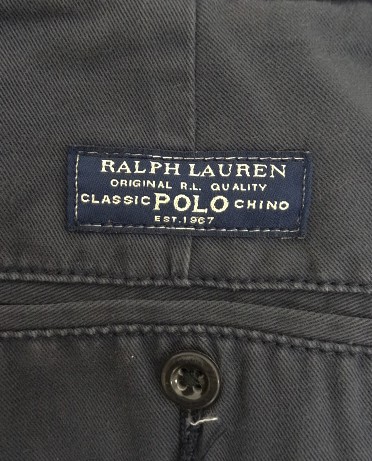 RALPH LAUREN
ORIGINAL R.L. QUALITY
CLASSIC POLO CHINO
EST. 1967